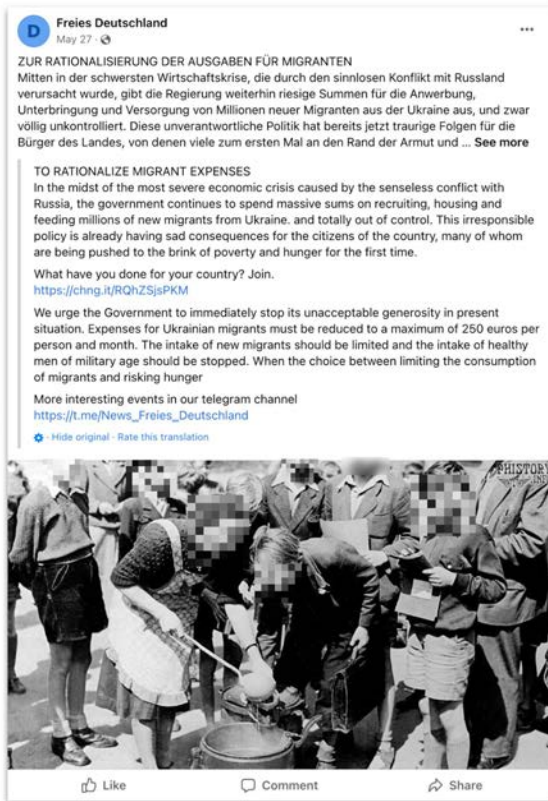 D
Freies Deutschland
May 27 ·
ZUR RATIONALISIERUNG DER AUSGABEN FÜR MIGRANTEN
Mitten in der schwersten Wirtschaftskrise, die durch den sinnlosen Konflikt mit Russland
verursacht wurde, gibt die Regierung weiterhin riesige Summen für die Anwerbung,
Unterbringung und Versorgung von Millionen neuer Migranten aus der Ukraine aus, und zwar
völlig unkontrolliert. Diese unverantwortliche Politik hat bereits jetzt traurige Folgen für die
Bürger des Landes, von denen viele zum ersten Mal an den Rand der Armut und ... See more
TO RATIONALIZE MIGRANT EXPENSES
In the midst of the most severe economic crisis caused by the senseless conflict with
Russia, the government continues to spend massive sums on recruiting, housing and
feeding millions of new migrants from Ukraine. and totally out of control. This irresponsible
policy is already having sad consequences for the citizens of the country, many of whom
are being pushed to the brink of poverty and hunger for the first time.
What have you done for your country? Join.
https://chng.it/RQhZSjsPKM
We urge the Government to immediately stop its unacceptable generosity in present
situation. Expenses for Ukrainian migrants must be reduced to a maximum of 250 euros per
person and month. The intake of new migrants should be limited and the intake of healthy
men of military age should be stopped. When the choice between limiting the consumption
of migrants and risking hunger
More interesting events in our telegram channel
https://t.me/News_Freies_Deutschland
· Hide original · Rate this translation
PHISTORY
Like Comment Share